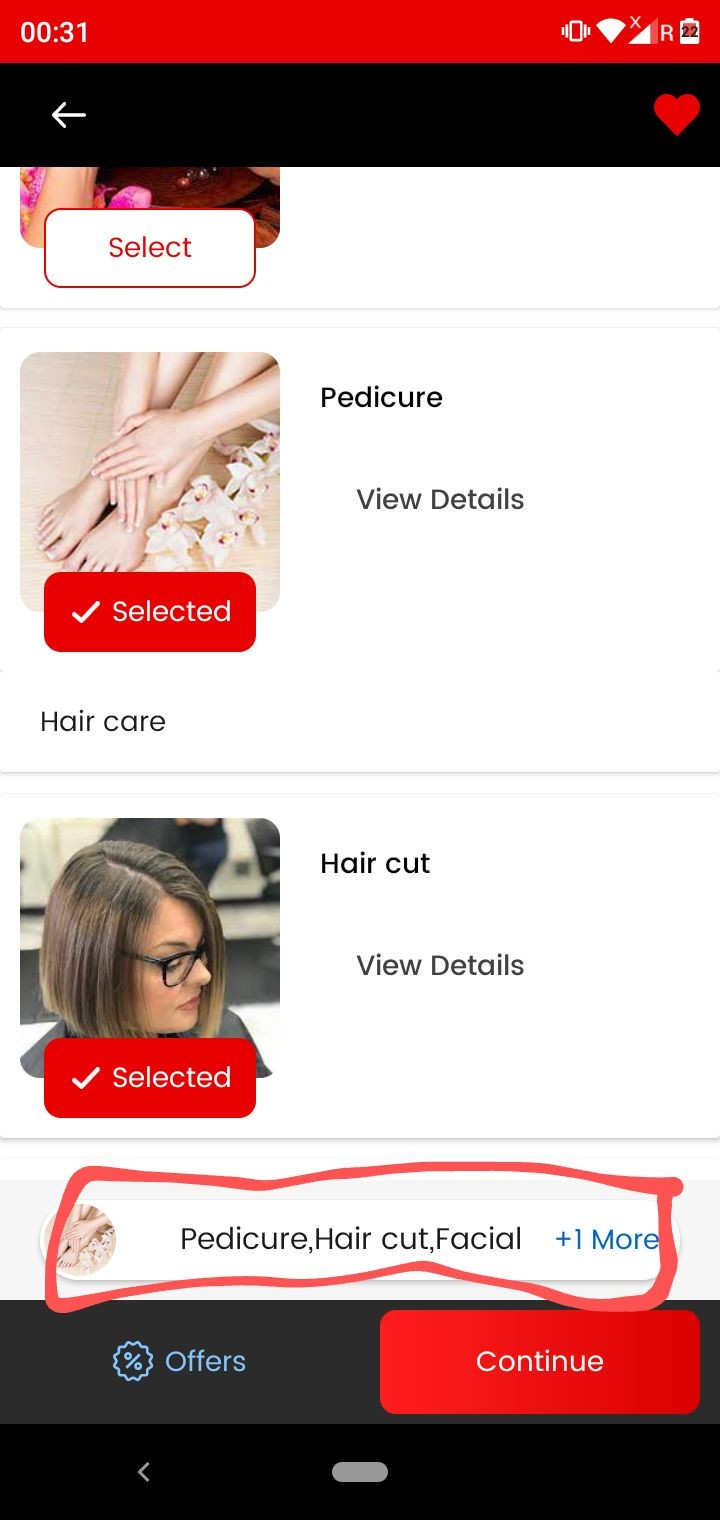 00:31
R 22
Select
Pedicure
View Details
Selected
Hair care
Hair cut
View Details
Selected
Pedicure,Hair cut,Facial +1 More
Offers Continue